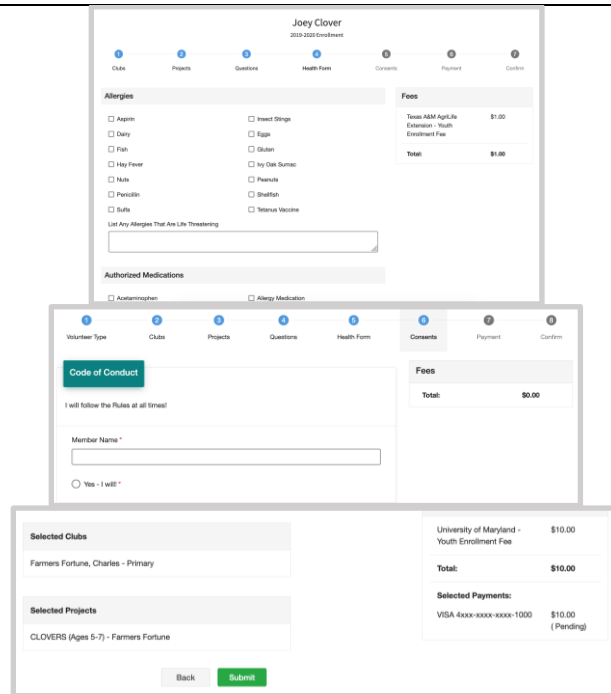 Joey Clover
2019-2020 Enrollment
1 2 3 4 5 6 7
Clubs Projects Questions Health Form Consents Payment Confirm
Allergies
Aspirin Insect Stings
Dairy Eggs
Fish Gluten
Hay Fever Ivy Oak Sumac
Nuts Peanuts
Penicillin Shellfish
Sulfa Tetanus Vaccine
List Any Allergies That Are Life Threatening
Authorized Medications
Acetaminophen Allergy Medication
Fees
Texas A&M AgriLife $1.00
Extension - Youth
Enrollment Fee
Total: $1.00
1 2 3 4 5 6 7 8
Volunteer Type Clubs Projects Questions Health Form Consents Payment Confirm
Code of Conduct
I will follow the Rules at all times!
Member Name *
Yes - I will! *
Fees
Total: $0.00
Selected Clubs
Farmers Fortune, Charles - Primary
Selected Projects
CLOVERS (Ages 5-7) - Farmers Fortune
Back Submit
University of Maryland - $10.00
Youth Enrollment Fee
Total: $10.00
Selected Payments:
VISA 4xxx-xxxx-xxxx-1000 $10.00
( Pending)